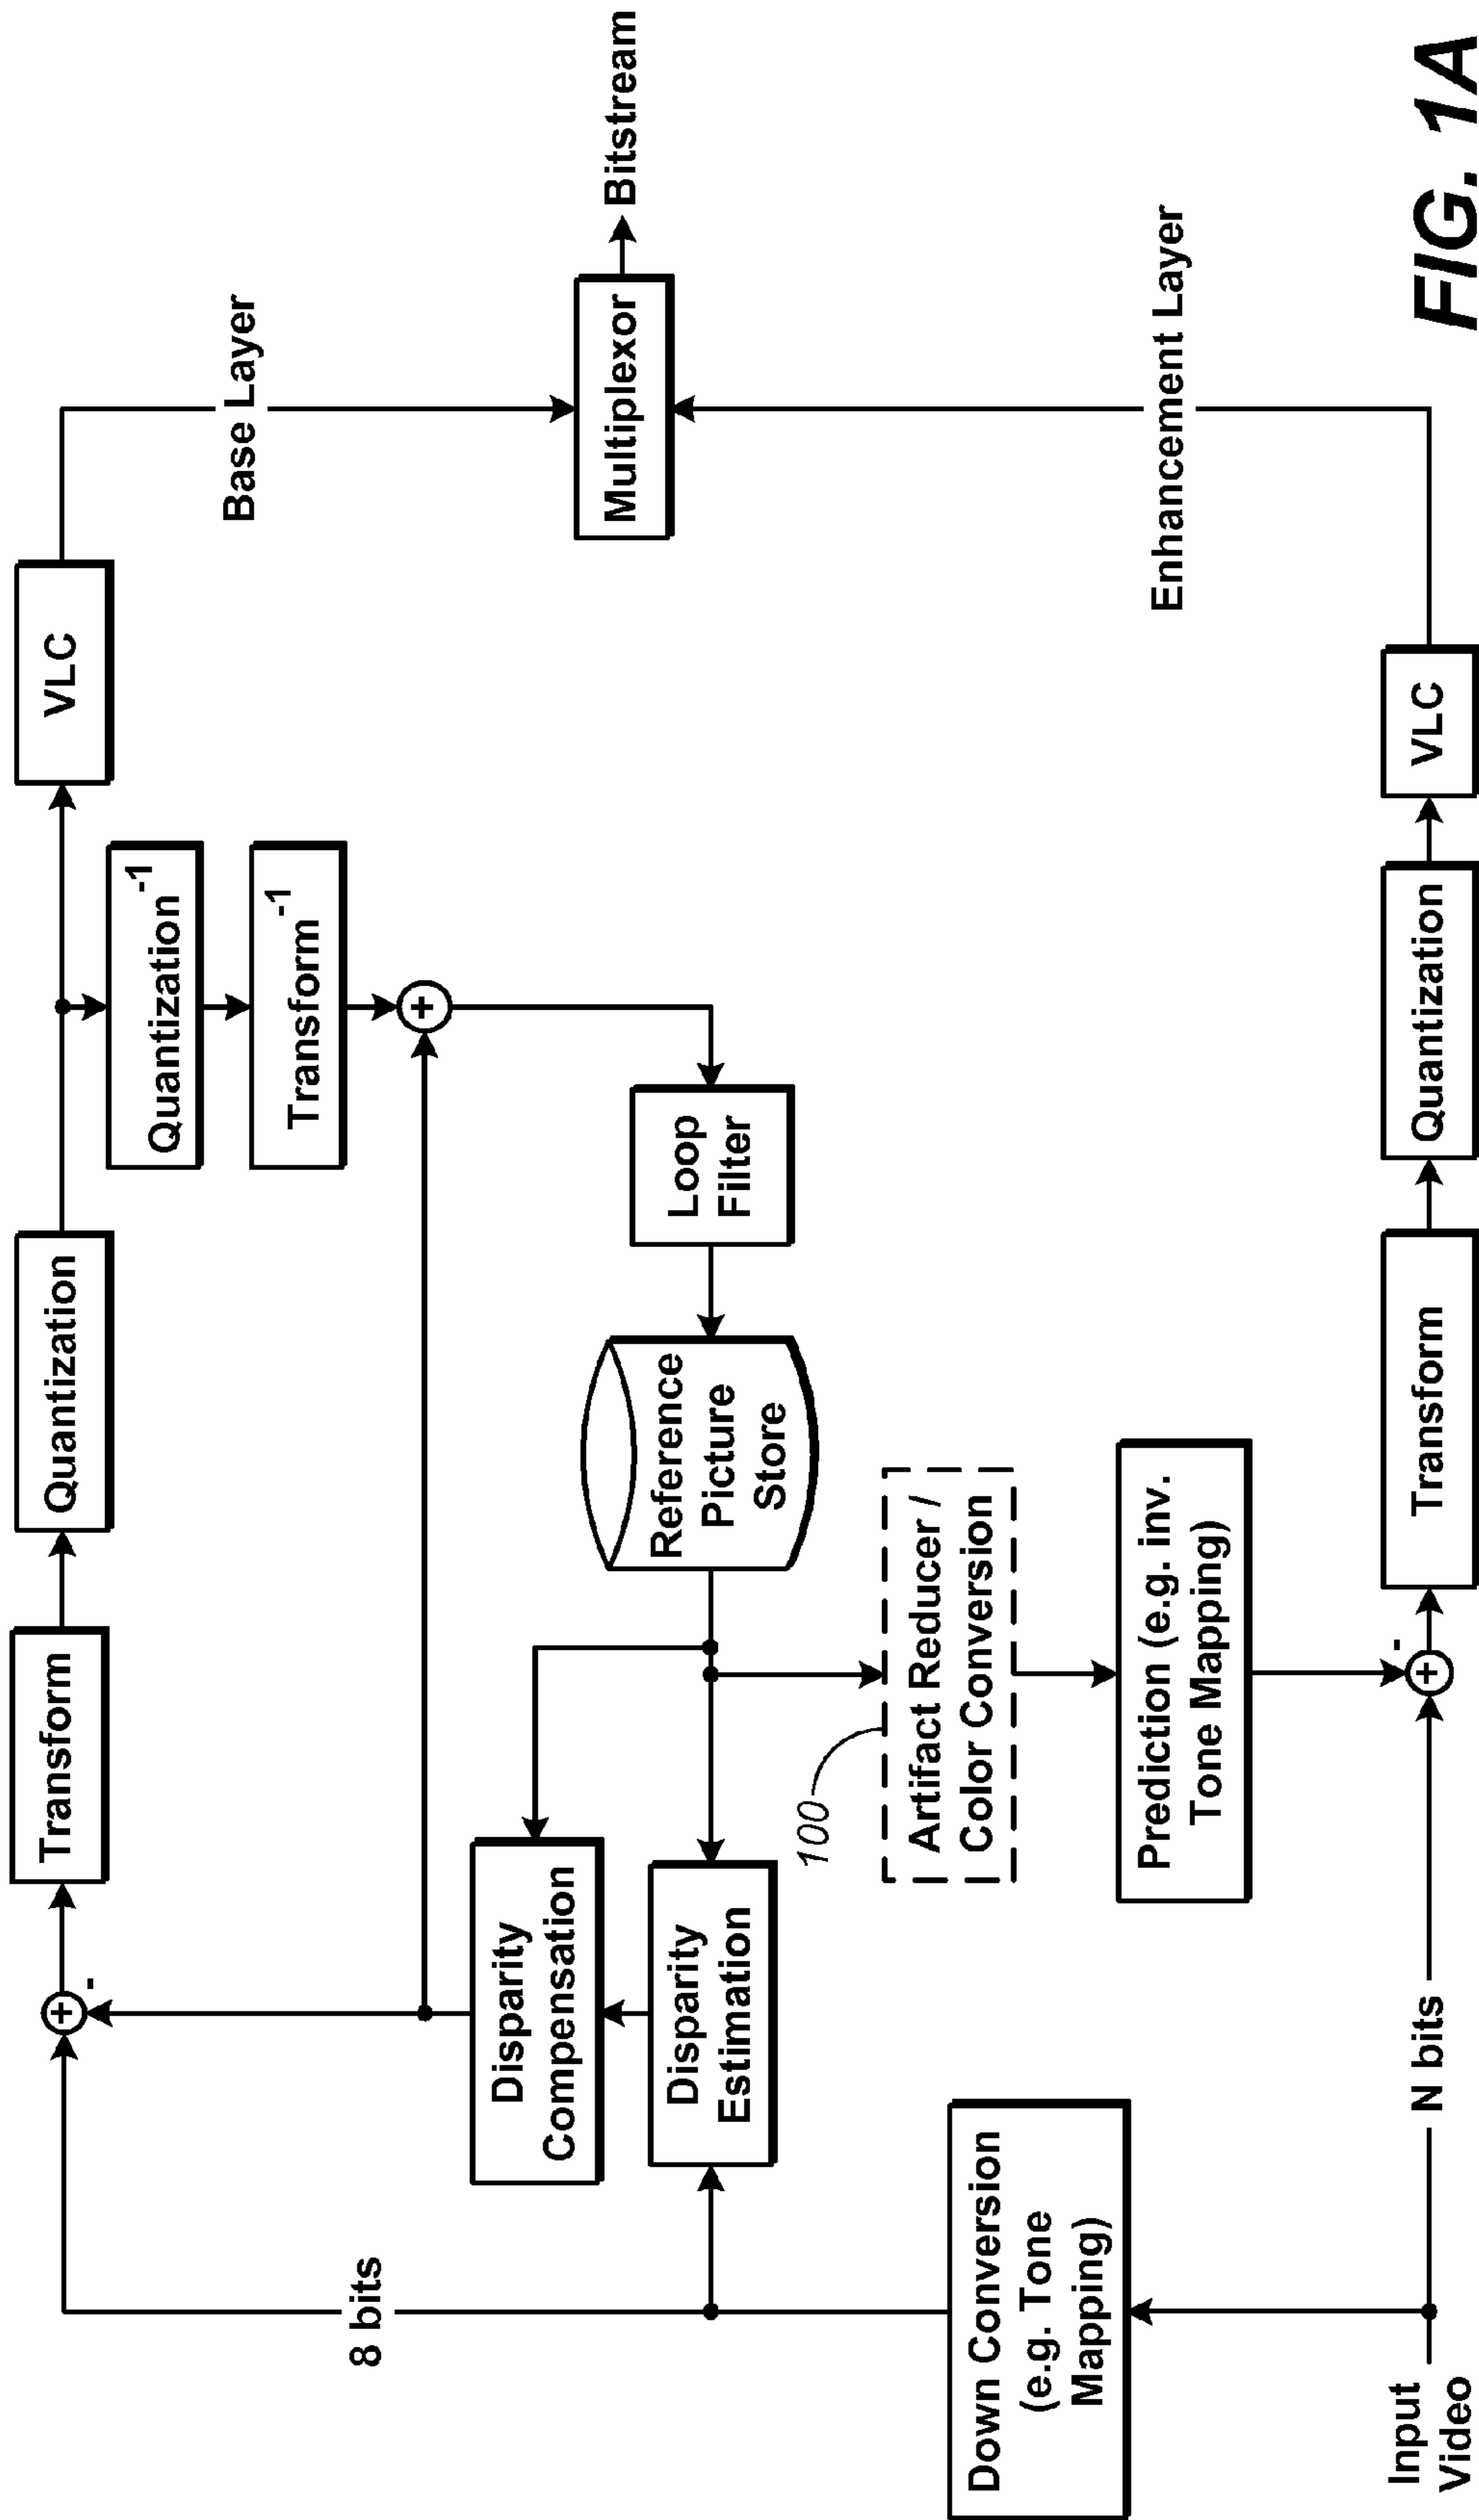 Transform
Quantization
VLC
Base Layer
Quantization⁻¹
Transform⁻¹
+
-
+
8 bits
Disparity
Compensation
Disparity
Estimation
Reference
Picture
Store
Loop
Filter
Multiplexor
Bitstream
100
Artifact Reducer /
Color Conversion
Down Conversion
(e.g. Tone
Mapping)
Prediction (e.g. inv.
Tone Mapping)
Enhancement Layer
Input
Video
N bits
+
-
Transform
Quantization
VLC
FIG. 1A